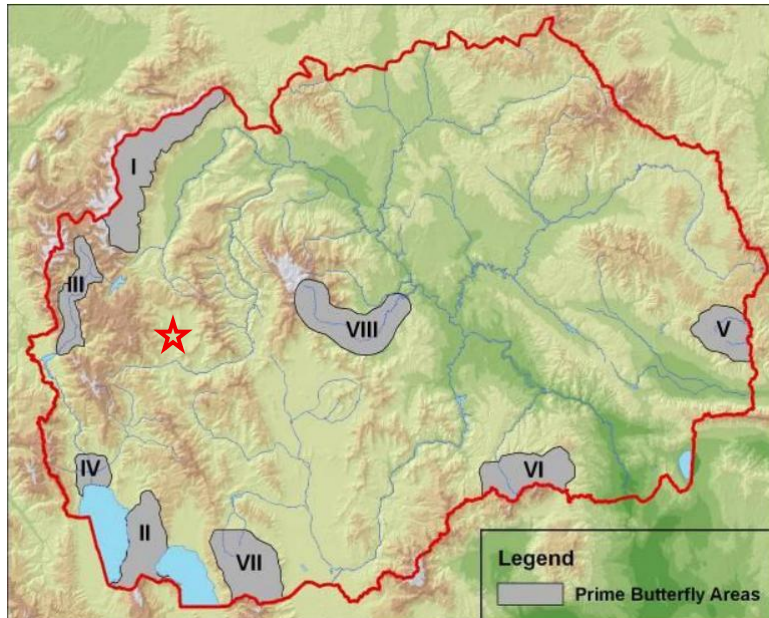 I
III
VIII
V
IV
VI
II
VII
Legend
Prime Butterfly Areas